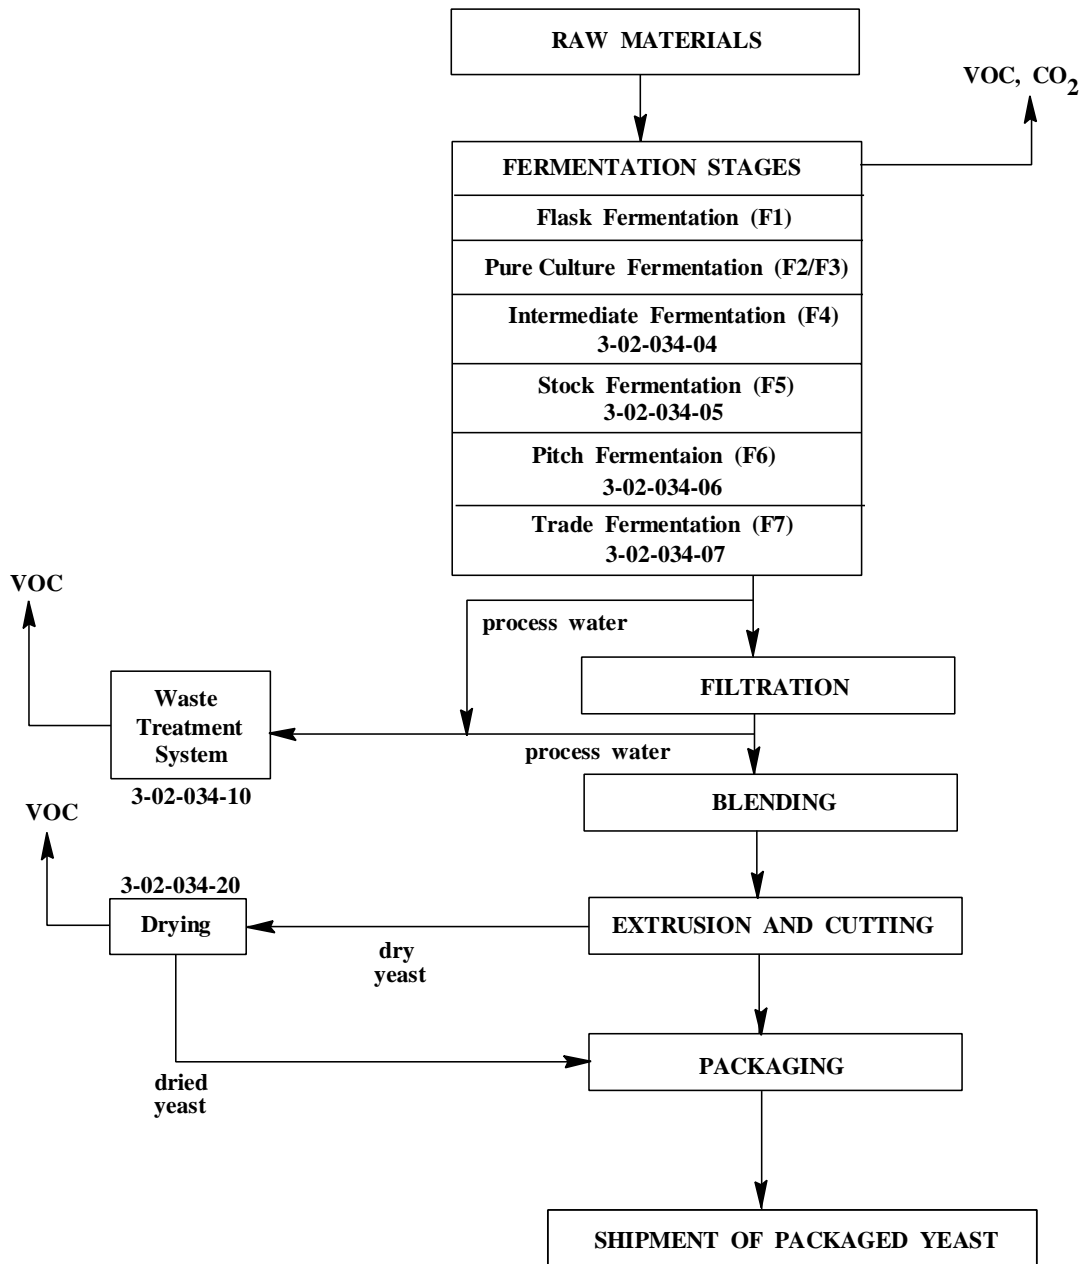 RAW MATERIALS
VOC, CO2
FERMENTATION STAGES
Flask Fermentation (F1)
Pure Culture Fermentation (F2/F3)
Intermediate Fermentation (F4)
3-02-034-04
Stock Fermentation (F5)
3-02-034-05
Pitch Fermentaion (F6)
3-02-034-06
Trade Fermentation (F7)
3-02-034-07
VOC
process water
FILTRATION
Waste
Treatment
System
process water
3-02-034-10
BLENDING
VOC
3-02-034-20
Drying
EXTRUSION AND CUTTING
dry
yeast
PACKAGING
dried
yeast
SHIPMENT OF PACKAGED YEAST